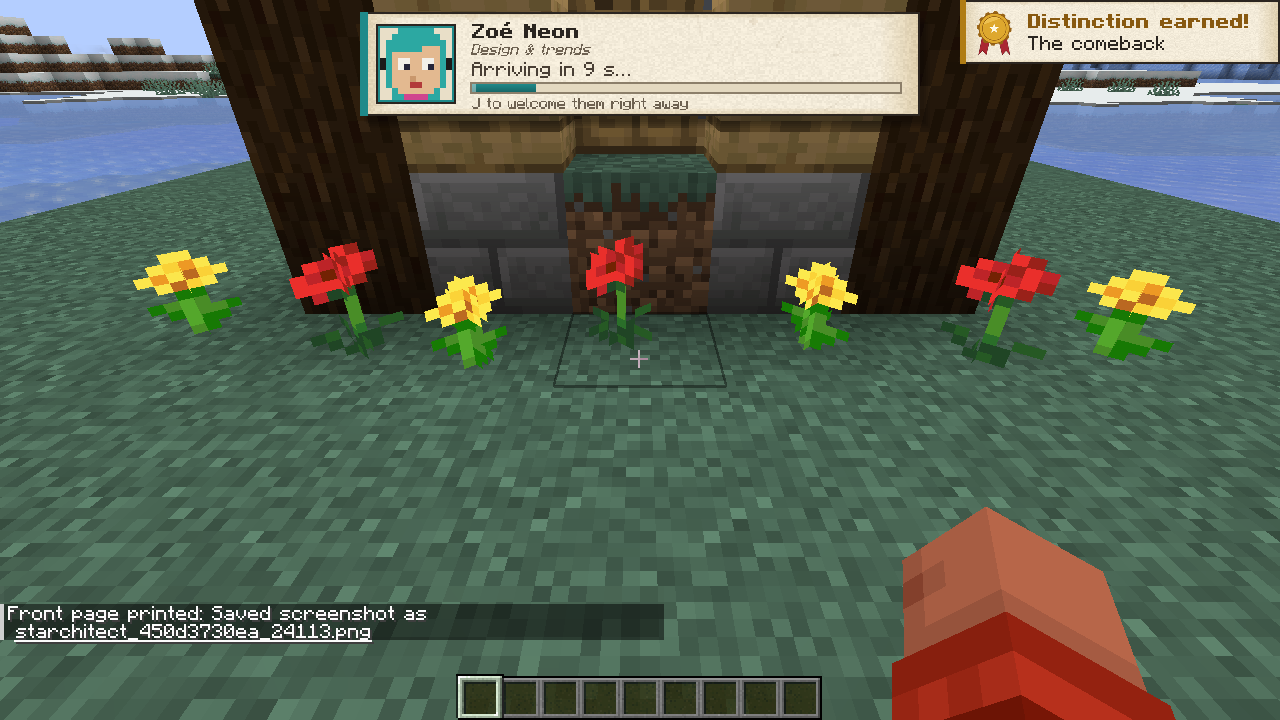 Zoé Neon
Design & trends
Arriving in 9 s...
J to welcome them right away
Distinction earned!
The comeback
Front page printed: Saved screenshot as
starchitect_450d3730ea_24113.png